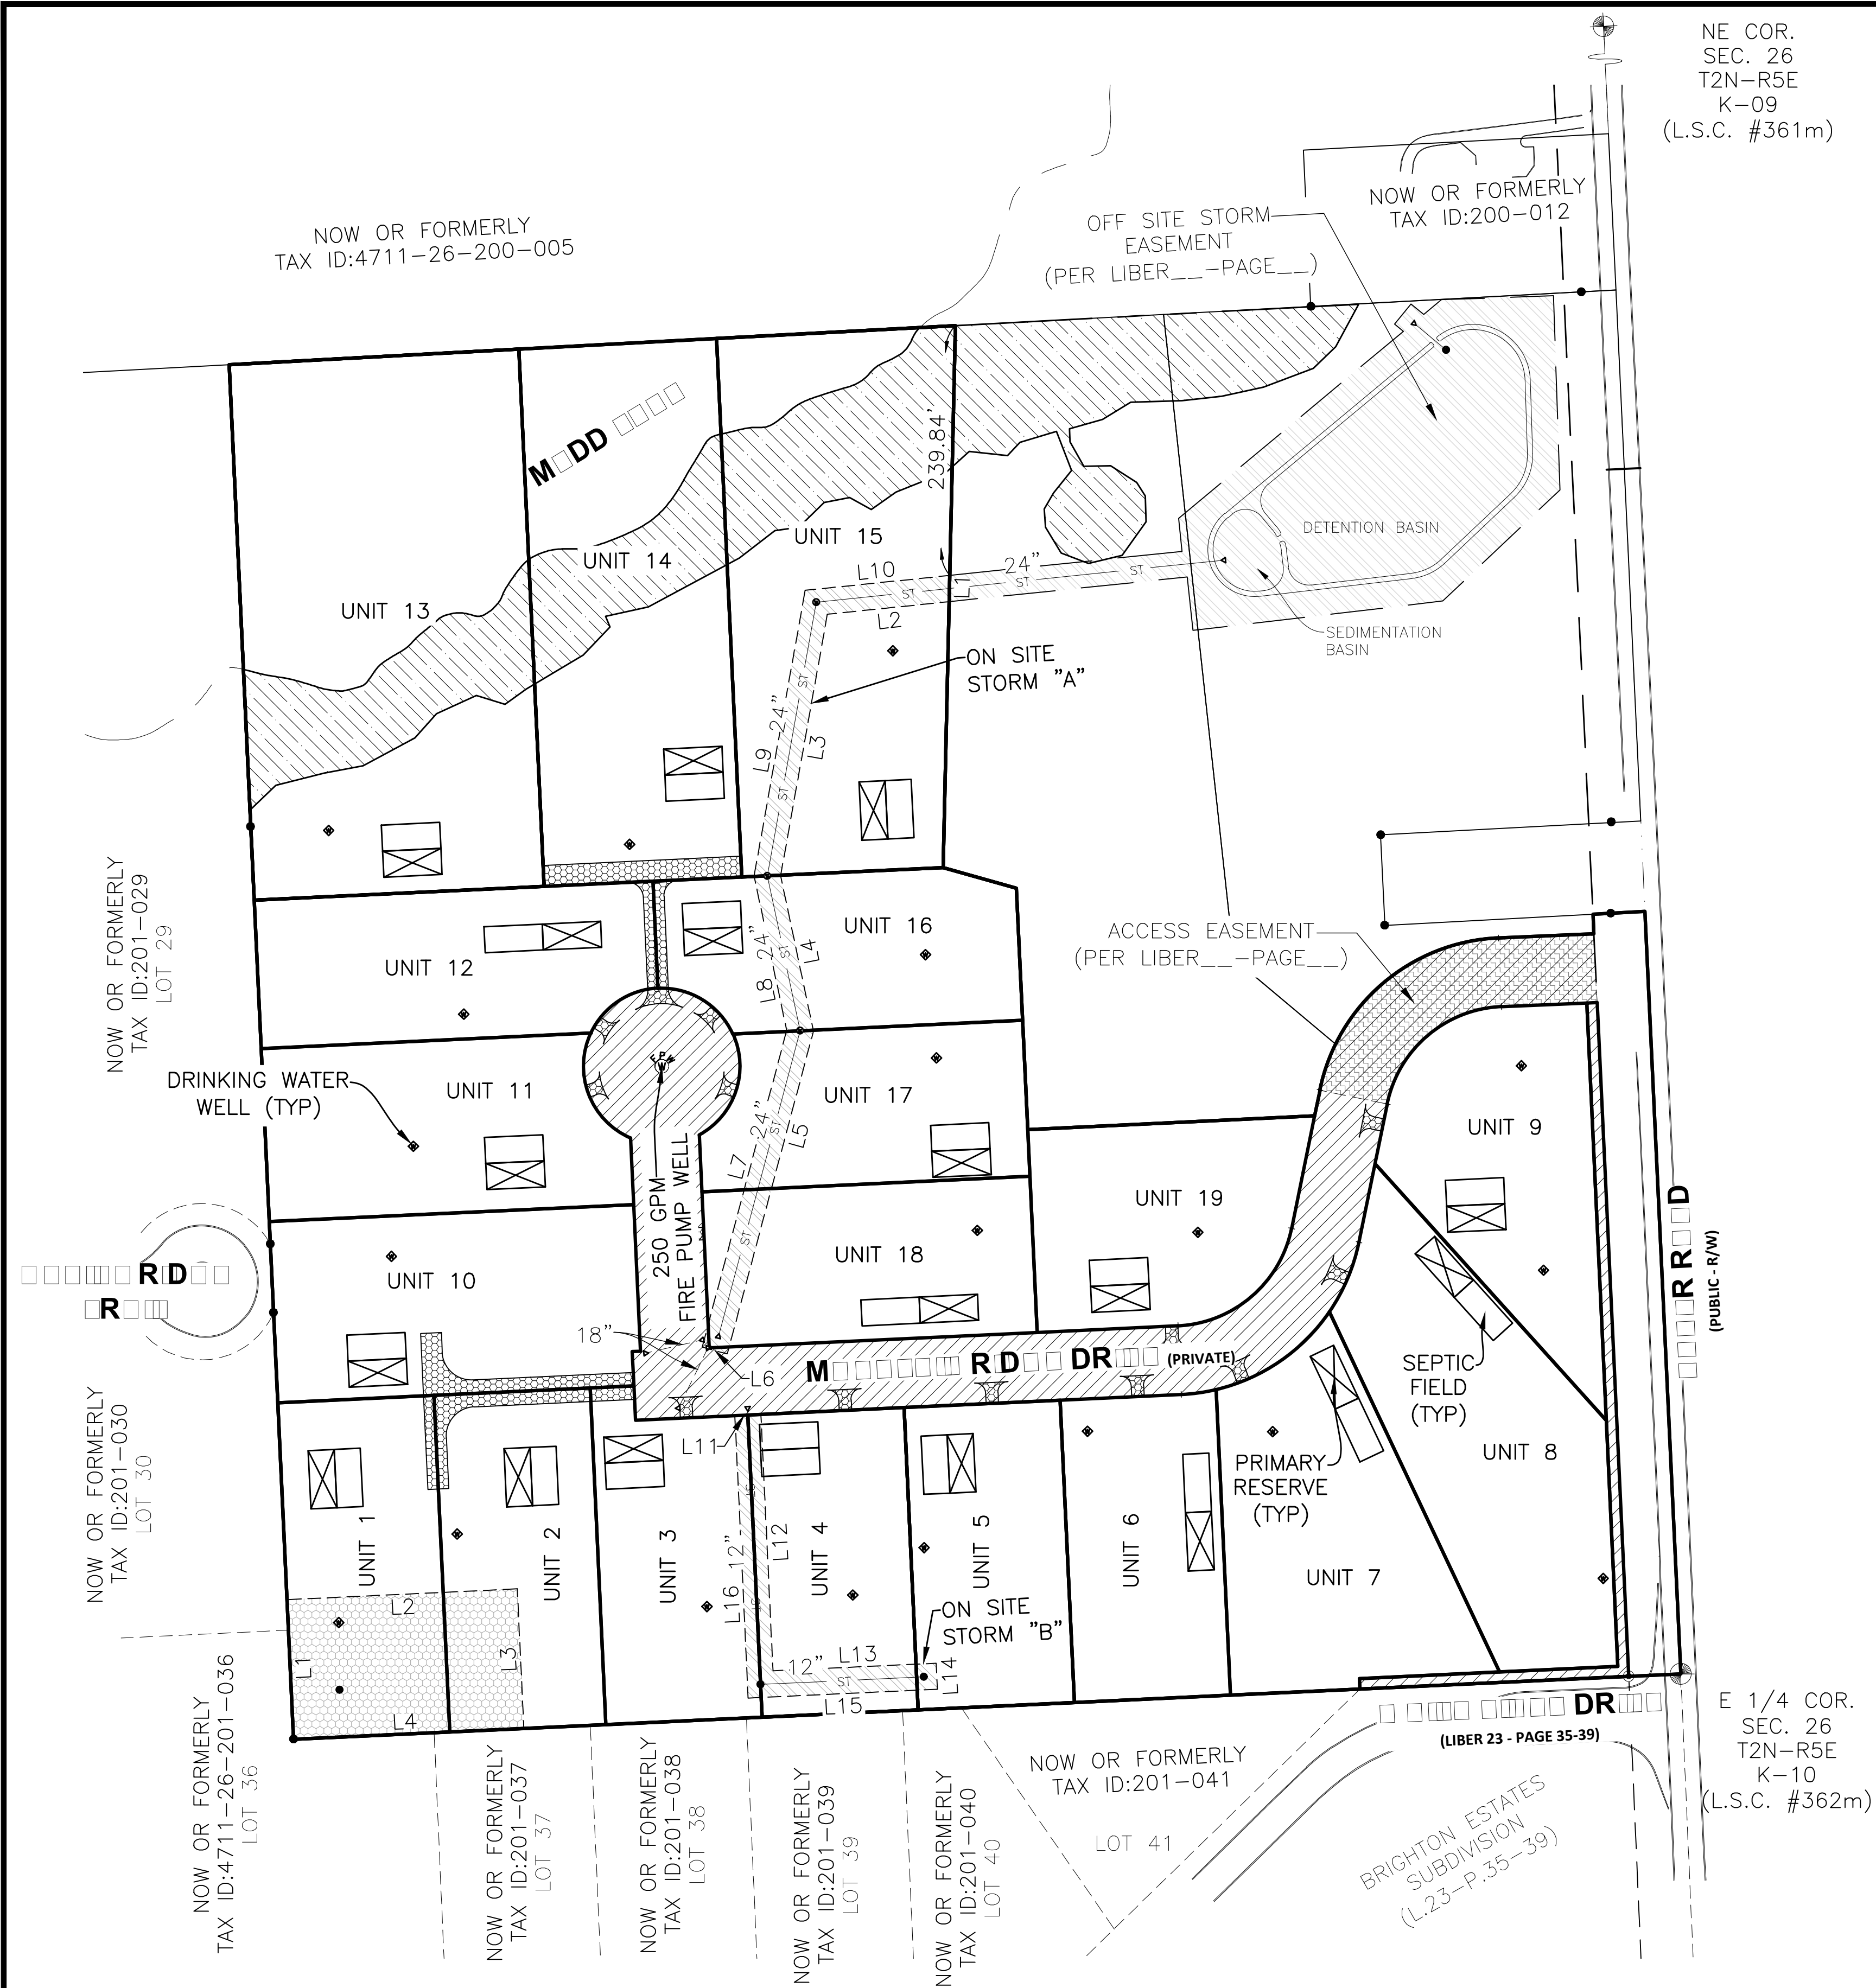 NE COR.
SEC. 26
T2N-R5E
K-09
(L.S.C. #361m)
NOW OR FORMERLY
TAX ID:200-012
OFF SITE STORM
EASEMENT
(PER LIBER__-PAGE__)
NOW OR FORMERLY
TAX ID:4711-26-200-005
239.84'
DETENTION BASIN
SEDIMENTATION
BASIN
UNIT 13
UNIT 14
UNIT 15
L10
24"
ST
ST
ST
L1
L2
ON SITE
STORM "A"
ST
24"
L9
L3
ST
NOW OR FORMERLY
TAX ID:201-029
LOT 29
UNIT 12
UNIT 16
24"
L8
L4
ST
ACCESS EASEMENT
(PER LIBER__-PAGE__)
DRINKING WATER
WELL (TYP)
UNIT 11
UNIT 17
24"
L7
L5
ST
ST
250 GPM
FIRE PUMP WELL
UNIT 9
UNIT 19
UNIT 18
UNIT 10
18"
L6
(PRIVATE)
(PUBLIC - R/W)
SEPTIC
FIELD
(TYP)
PRIMARY
RESERVE
(TYP)
UNIT 8
UNIT 7
L11
NOW OR FORMERLY
TAX ID:201-030
LOT 30
UNIT 1
UNIT 2
UNIT 3
UNIT 4
UNIT 5
UNIT 6
12"
L16
L12
ST
ST
L2
L1
L3
L4
ON SITE
STORM "B"
L13
12"
ST
L14
L15
(LIBER 23 - PAGE 35-39)
E 1/4 COR.
SEC. 26
T2N-R5E
K-10
(L.S.C. #362m)
NOW OR FORMERLY
TAX ID:4711-26-201-036
LOT 36
NOW OR FORMERLY
TAX ID:201-037
LOT 37
NOW OR FORMERLY
TAX ID:201-038
LOT 38
NOW OR FORMERLY
TAX ID:201-039
LOT 39
NOW OR FORMERLY
TAX ID:201-040
LOT 40
NOW OR FORMERLY
TAX ID:201-041
LOT 41
BRIGHTON ESTATES
SUBDIVISION
(L.23-P.35-39)